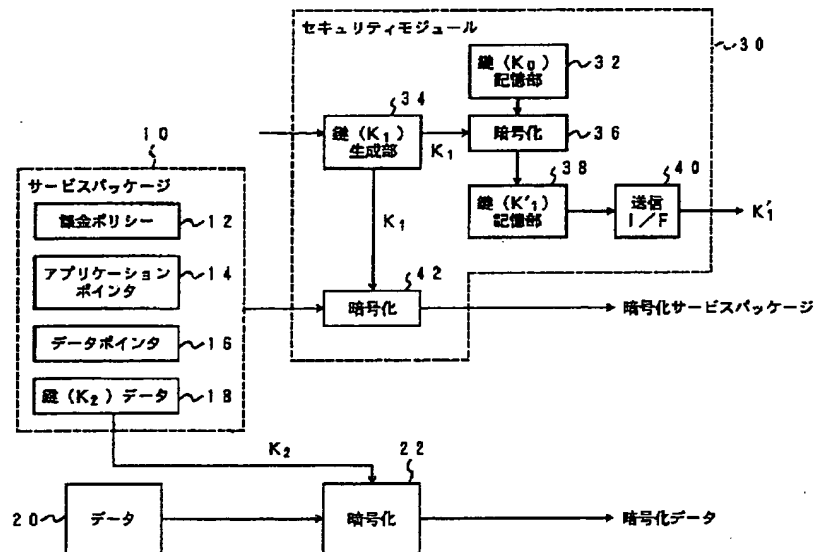 セキュリティモジュール
30
鍵（K0）
記憶部
32
34
10
鍵（K1）
生成部
K1
暗号化
36
38
40
サービスパッケージ
課金ポリシー
12
K1
鍵（K'1）
記憶部
送信
I／F
K'1
アプリケーション
ポインタ
14
42
暗号化
暗号化サービスパッケージ
データポインタ
16
鍵（K2）データ
18
K2
22
20
データ
暗号化
暗号化データ